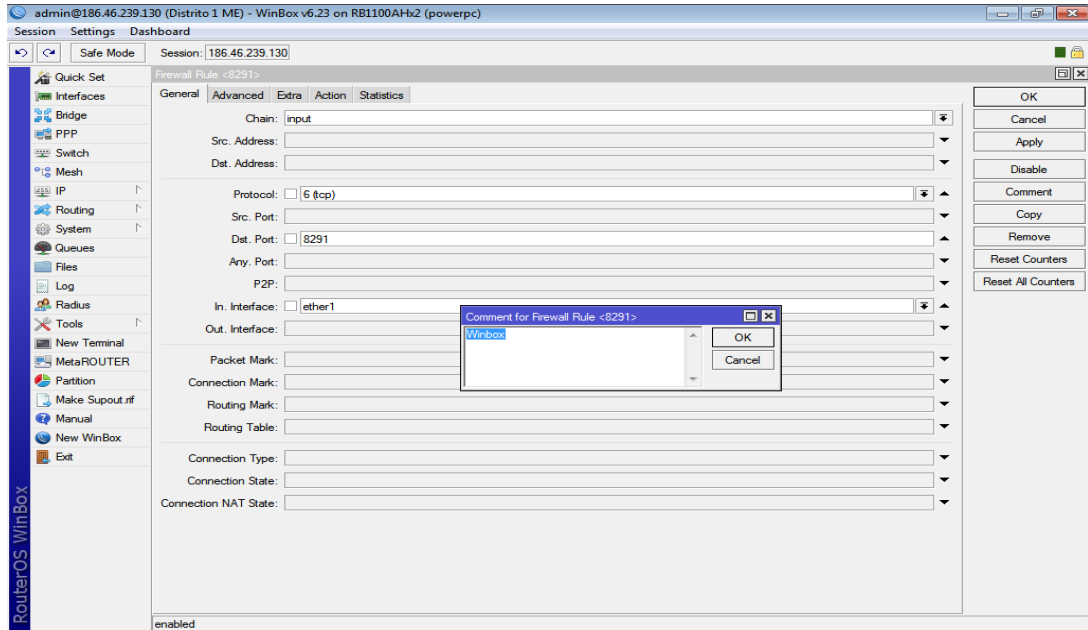 admin@186.46.239.130 (Distrito 1 ME) - WinBox v6.23 on RB1100AHx2 (powerpc)
Session Settings Dashboard
Safe Mode Session: 186.46.239.130
Quick Set
Interfaces
Bridge
PPP
Switch
Mesh
IP
Routing
System
Queues
Files
Log
Radius
Tools
New Terminal
MetaROUTER
Partition
Make Supout.rif
Manual
New WinBox
Exit
RouterOS WinBox
Firewall Rule <8291>
General Advanced Extra Action Statistics
Chain: input
Src. Address:
Dst. Address:
Protocol: 6 (tcp)
Src. Port:
Dst. Port: 8291
Any. Port:
P2P:
In. Interface: ether1
Out. Interface:
Packet Mark:
Connection Mark:
Routing Mark:
Routing Table:
Connection Type:
Connection State:
Connection NAT State:
enabled
Comment for Firewall Rule <8291>
Winbox
OK
Cancel
OK
Cancel
Apply
Disable
Comment
Copy
Remove
Reset Counters
Reset All Counters